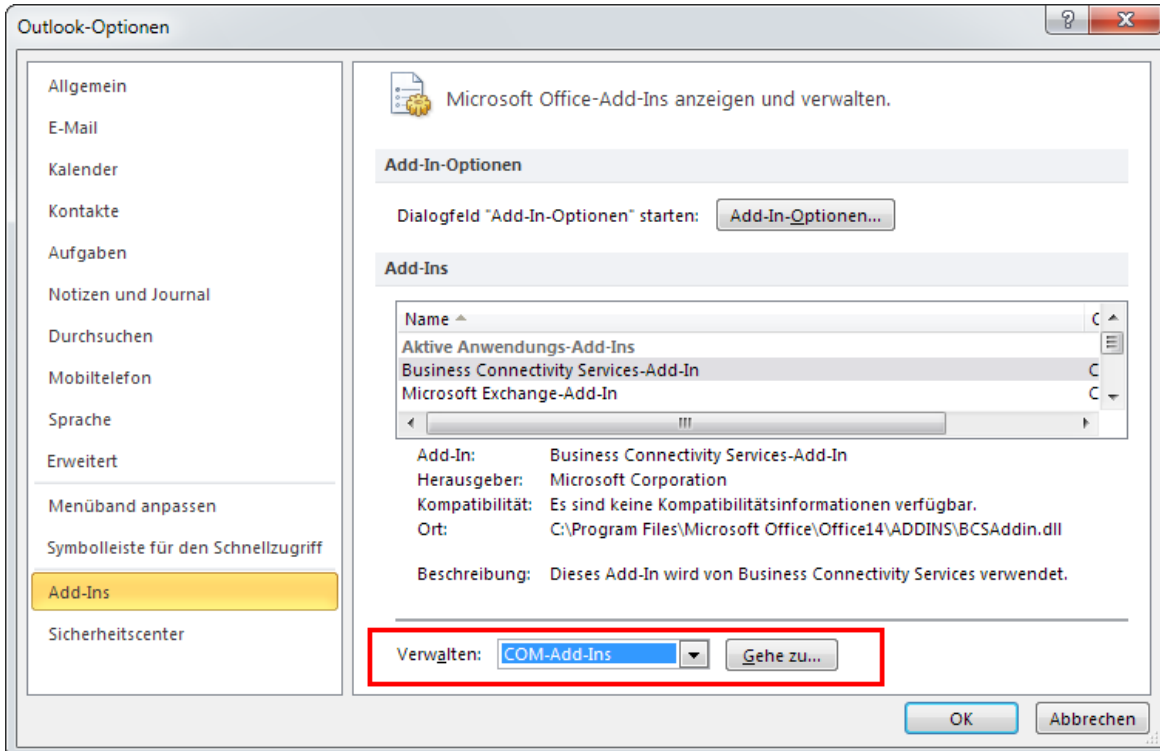 Outlook-Optionen
Allgemein
E-Mail
Kalender
Kontakte
Aufgaben
Notizen und Journal
Durchsuchen
Mobiltelefon
Sprache
Erweitert
Menüband anpassen
Symbolleiste für den Schnellzugriff
Add-Ins
Sicherheitscenter
Microsoft Office-Add-Ins anzeigen und verwalten.
Add-In-Optionen
Dialogfeld "Add-In-Optionen" starten: Add-In-Optionen...
Add-Ins
Name C
Aktive Anwendungs-Add-Ins
Business Connectivity Services-Add-In C
Microsoft Exchange-Add-In C
Add-In: Business Connectivity Services-Add-In
Herausgeber: Microsoft Corporation
Kompatibilität: Es sind keine Kompatibilitätsinformationen verfügbar.
Ort: C:\Program Files\Microsoft Office\Office14\ADDINS\BCSAddin.dll
Beschreibung: Dieses Add-In wird von Business Connectivity Services verwendet.
Verwalten: COM-Add-Ins Gehe zu...
OK Abbrechen